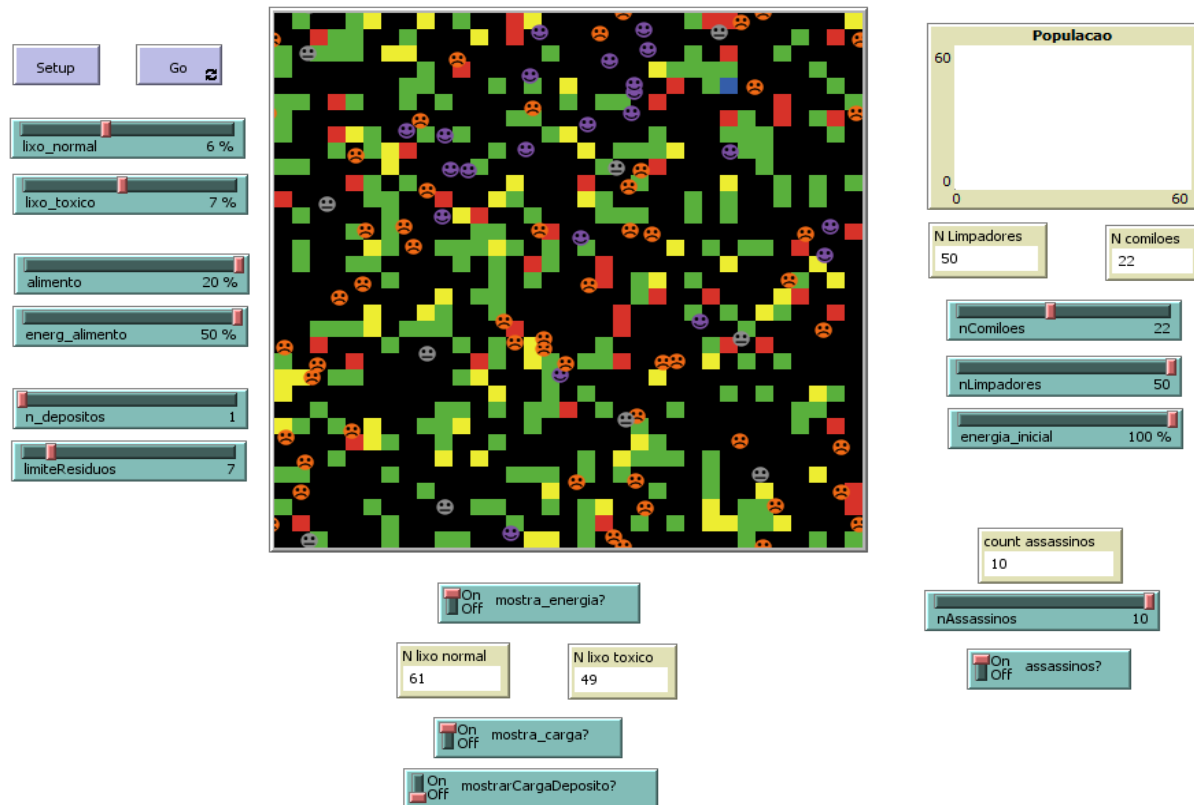 Setup
Go
lixo_normal 6 %
lixo_toxico 7 %
alimento 20 %
energ_alimento 50 %
n_depositos 1
limiteResiduos 7
Populacao
60
0
0 60
N Limpadores
50
N comiloes
22
nComiloes 22
nLimpadores 50
energia_inicial 100 %
count assassinos
10
nAssassinos 10
On
Off
assassinos?
On
Off
mostra_energia?
N lixo normal
61
N lixo toxico
49
On
Off
mostra_carga?
On
Off
mostrarCargaDeposito?